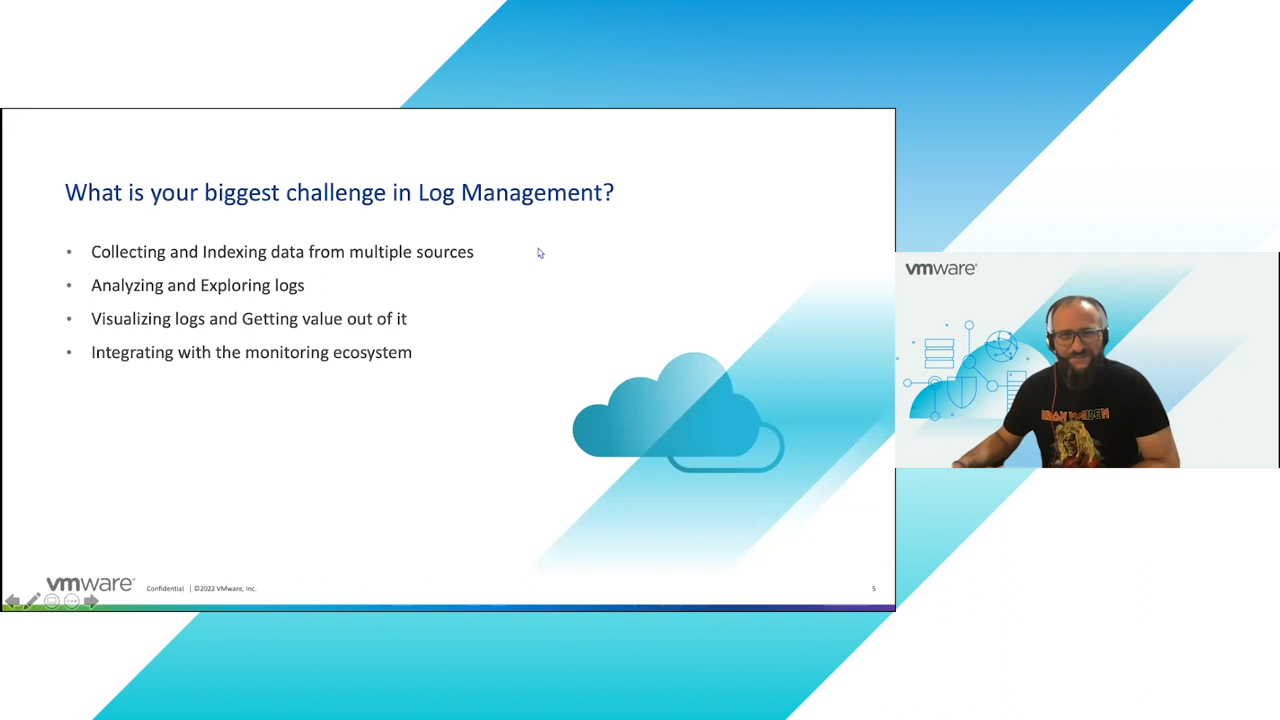 What is your biggest challenge in Log Management?
• Collecting and Indexing data from multiple sources
• Analyzing and Exploring logs
• Visualizing logs and Getting value out of it
• Integrating with the monitoring ecosystem
vmware®
Confidential | ©2022 VMware, Inc.
5
vmware®
IRON MAIDEN